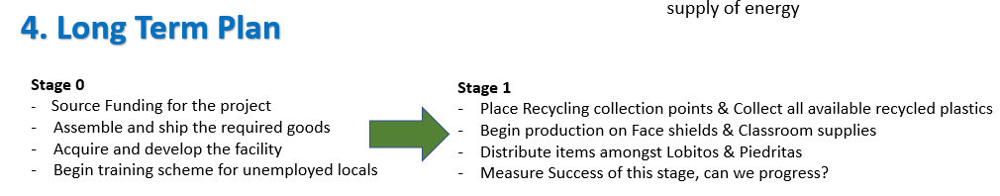 supply of energy
4. Long Term Plan
Stage 0
- Source Funding for the project
- Assemble and ship the required goods
- Acquire and develop the facility
- Begin training scheme for unemployed locals
Stage 1
- Place Recycling collection points & Collect all available recycled plastics
- Begin production on Face shields & Classroom supplies
- Distribute items amongst Lobitos & Piedritas
- Measure Success of this stage, can we progress?